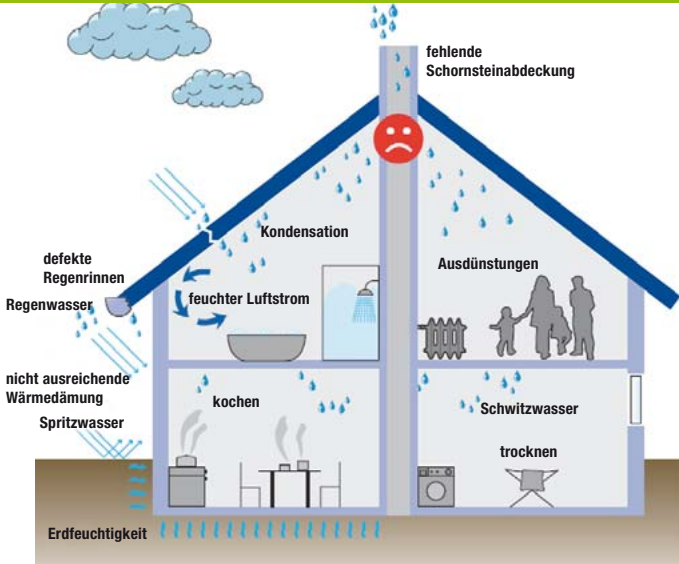 fehlende
Schornsteinabdeckung
Kondensation
defekte
Regenrinnen
Ausdünstungen
Regenwasser
feuchter Luftstrom
nicht ausreichende
Wärmedämung
kochen
Schwitzwasser
Spritzwasser
trocknen
Erdfeuchtigkeit